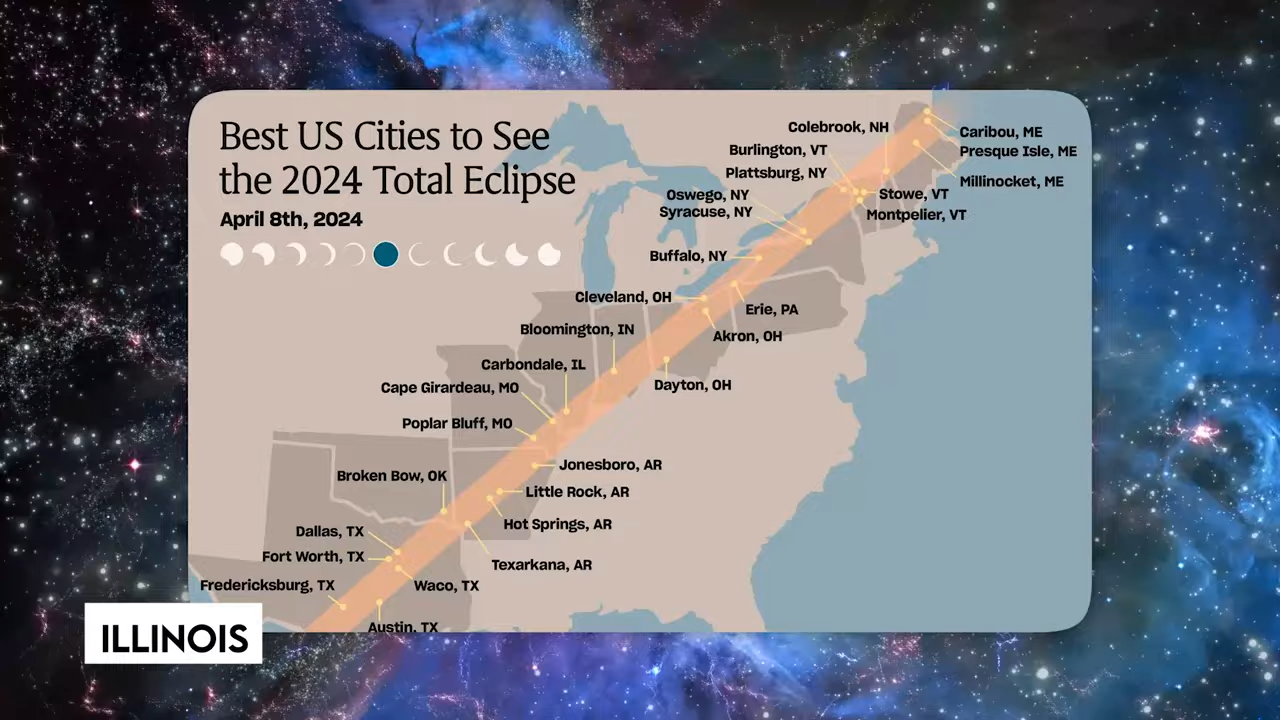 Best US Cities to See
the 2024 Total Eclipse
April 8th, 2024
Colebrook, NH
Caribou, ME
Presque Isle, ME
Burlington, VT
Plattsburg, NY
Millinocket, ME
Oswego, NY
Stowe, VT
Syracuse, NY
Montpelier, VT
Buffalo, NY
Cleveland, OH
Erie, PA
Bloomington, IN
Akron, OH
Carbondale, IL
Dayton, OH
Cape Girardeau, MO
Poplar Bluff, MO
Jonesboro, AR
Broken Bow, OK
Little Rock, AR
Hot Springs, AR
Dallas, TX
Fort Worth, TX
Texarkana, AR
Fredericksburg, TX
Waco, TX
Austin, TX
ILLINOIS